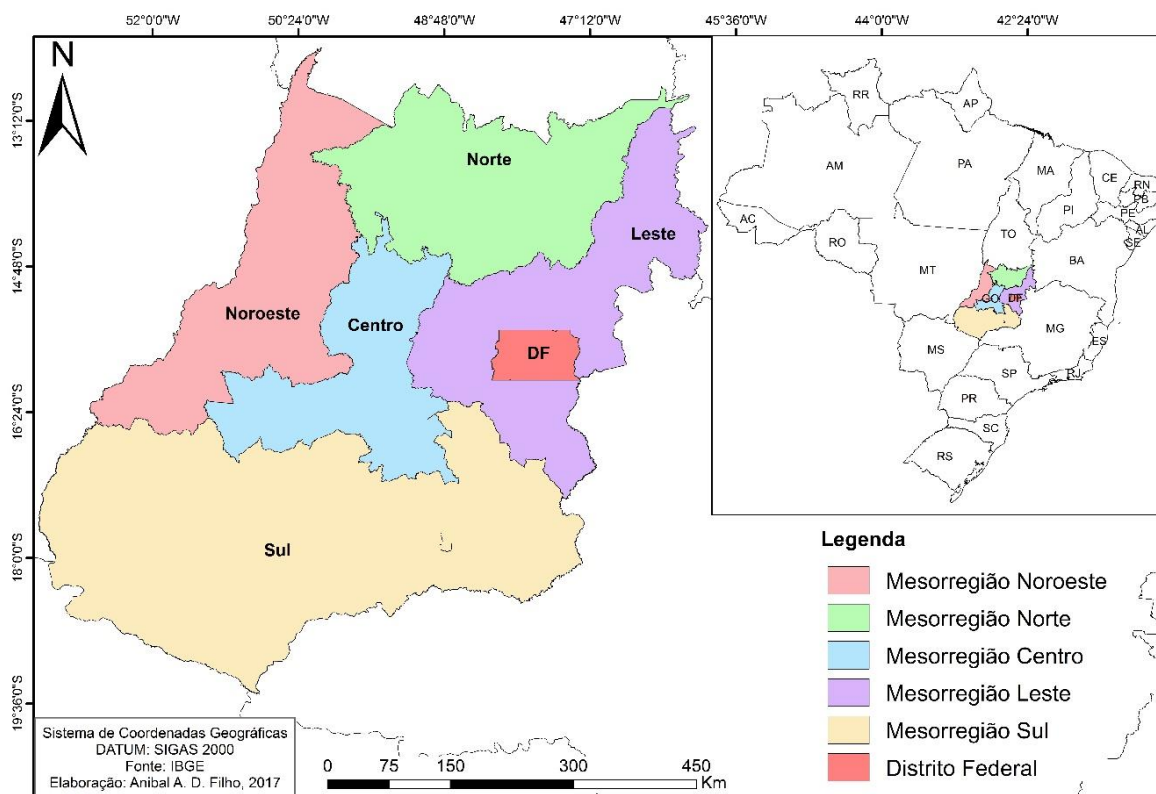 52°0'0"W
50°24'0"W
48°48'0"W
47°12'0"W
45°36'0"W
44°0'0"W
42°24'0"W
N
13°12'0"S
14°48'0"S
16°24'0"S
18°0'0"S
19°36'0"S
Norte
Leste
Noroeste
Centro
DF
Sul
RR
AP
AM
PA
MA
CE
RN
PB
PE
AL
SE
PI
AC
RO
TO
BA
MT
GO
DF
MG
ES
MS
SP
RJ
PR
SC
RS
Legenda
Mesorregião Noroeste
Mesorregião Norte
Mesorregião Centro
Mesorregião Leste
Mesorregião Sul
Distrito Federal
Sistema de Coordenadas Geográficas
DATUM: SIGAS 2000
Fonte: IBGE
Elaboração: Anibal A. D. Filho, 2017
0 75 150 300 450
Km